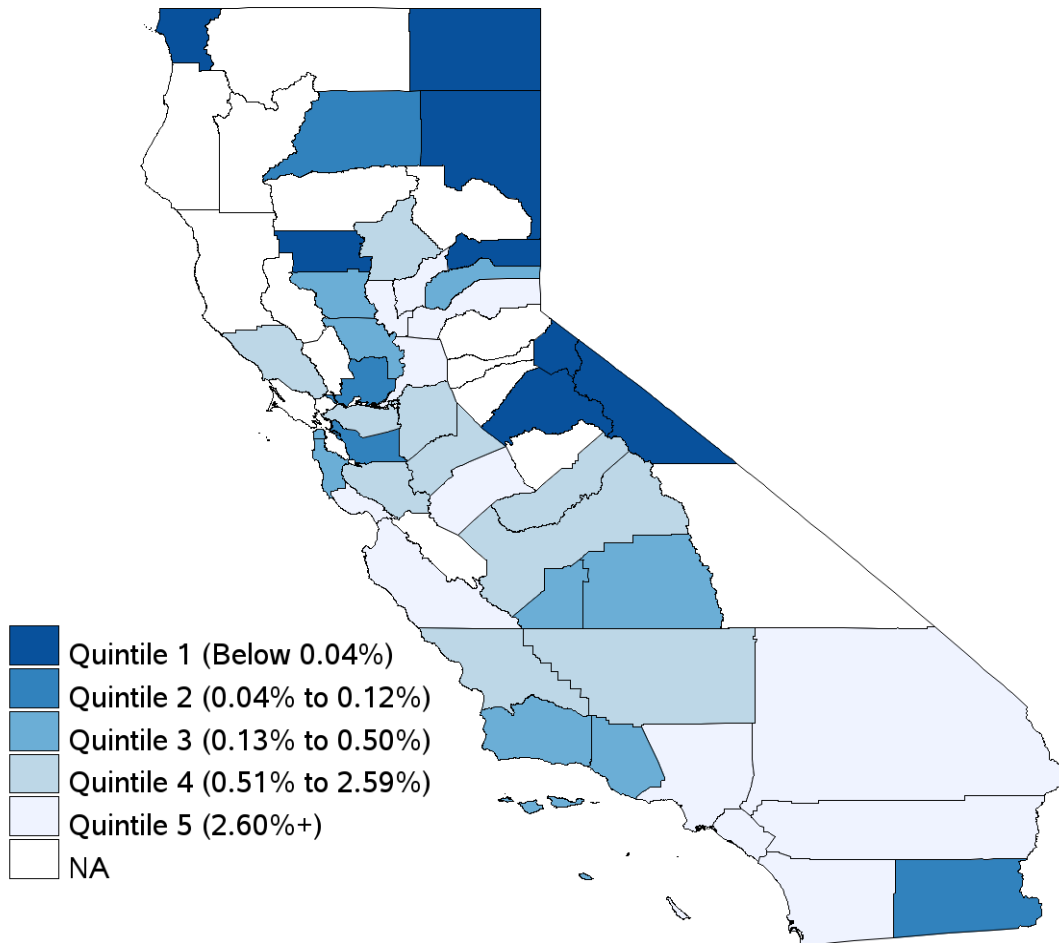 Quintile 1 (Below 0.04%)
Quintile 2 (0.04% to 0.12%)
Quintile 3 (0.13% to 0.50%)
Quintile 4 (0.51% to 2.59%)
Quintile 5 (2.60%+)
NA